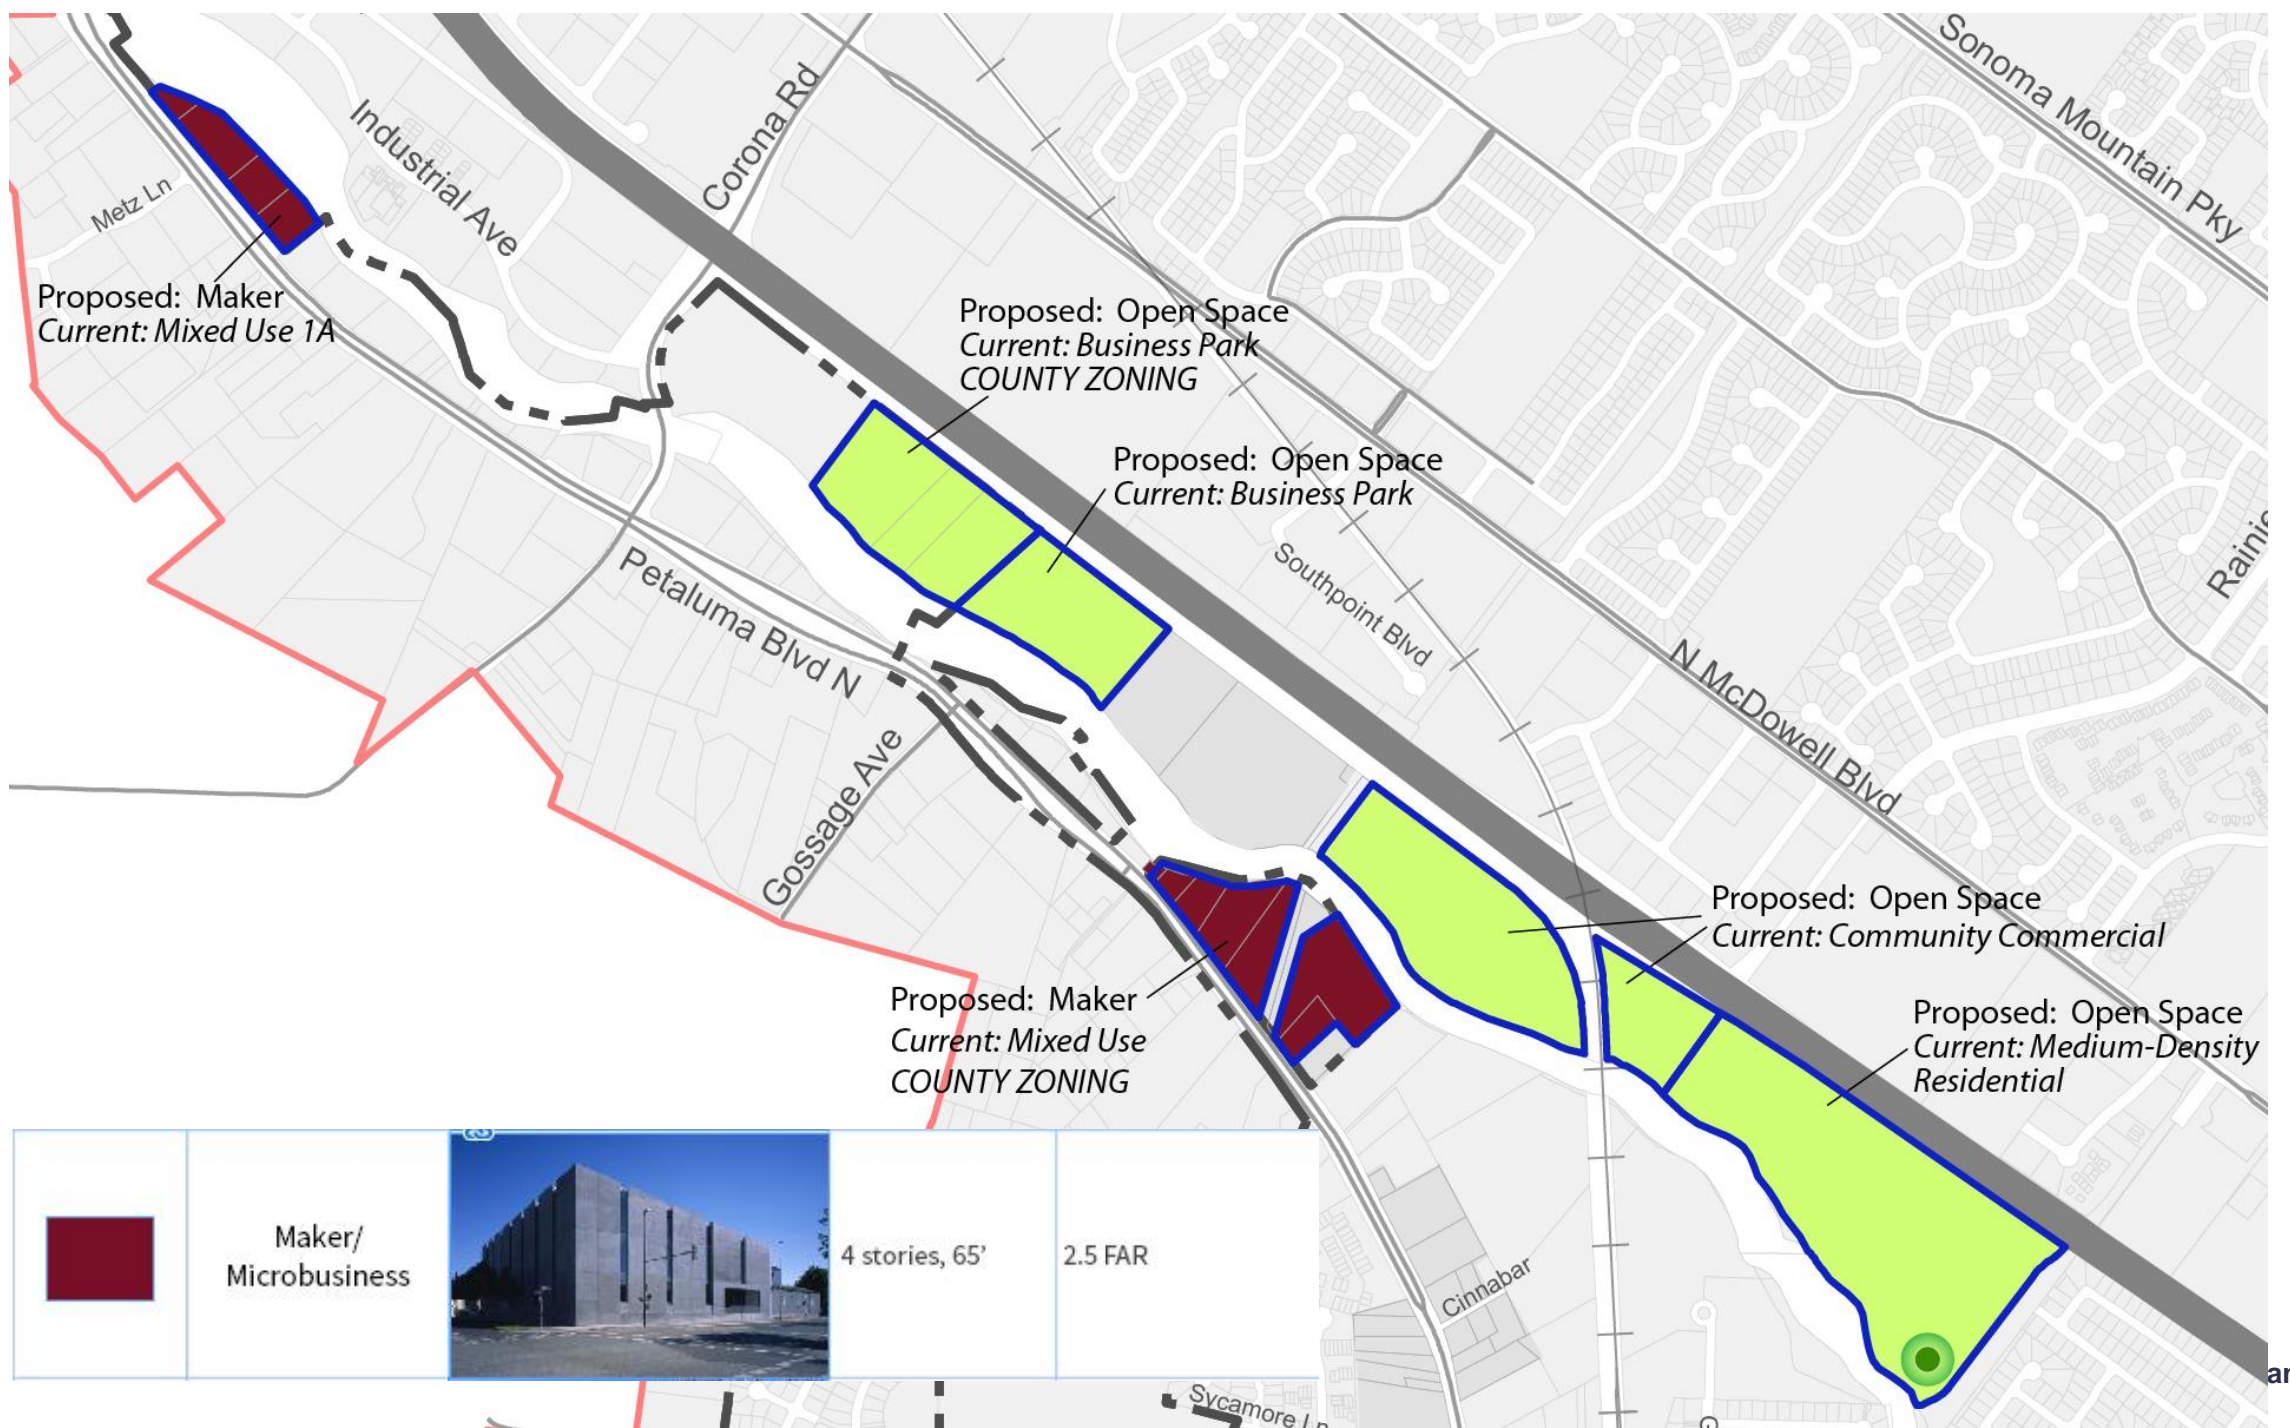 Sonoma Mountain Pky
Corona Rd
Industrial Ave
Metz Ln
Proposed: Maker
Current: Mixed Use 1A
Proposed: Open Space
Current: Business Park
COUNTY ZONING
Proposed: Open Space
Current: Business Park
Southpoint Blvd
Petaluma Blvd N
N McDowell Blvd
Gossage Ave
Proposed: Open Space
Current: Community Commercial
Proposed: Maker
Current: Mixed Use
COUNTY ZONING
Proposed: Open Space
Current: Medium-Density
Residential
Maker/
Microbusiness
4 stories, 65’
2.5 FAR
Cinnabar
Sycamore Ln